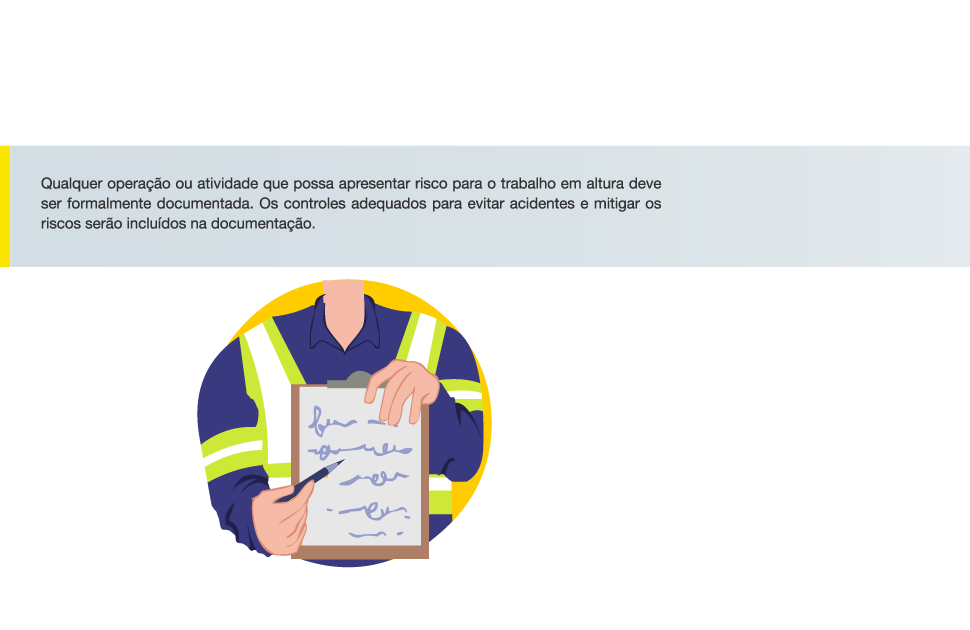 Qualquer operação ou atividade que possa apresentar risco para o trabalho em altura deve
ser formalmente documentada. Os controles adequados para evitar acidentes e mitigar os
riscos serão incluídos na documentação.